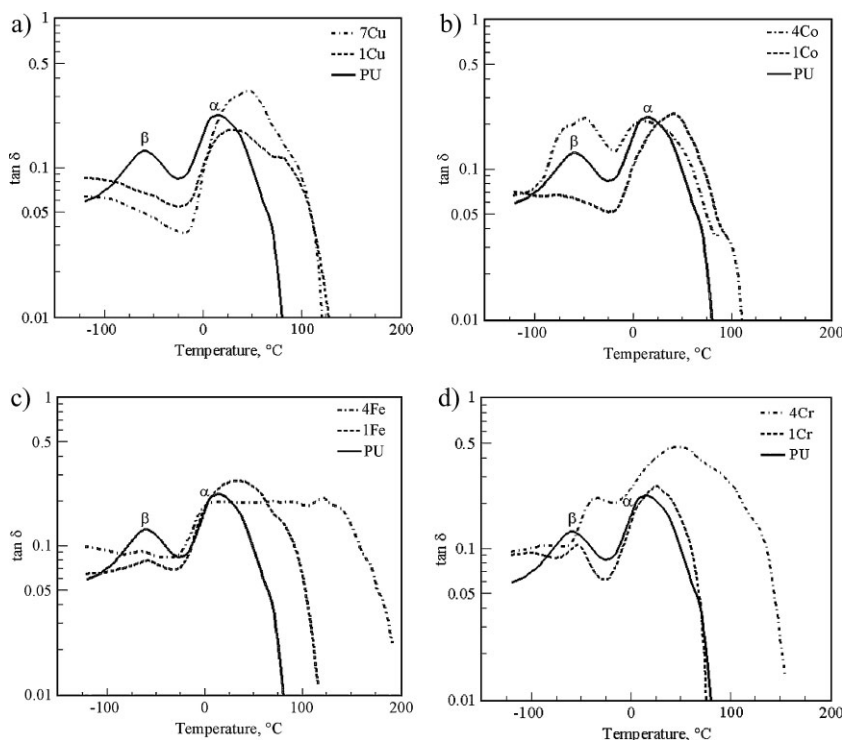 a)
1
0.5
0.1
0.05
0.01
tan δ
7Cu
1Cu
PU
β
α
-100
0
100
200
Temperature, °C
b)
1
0.5
0.1
0.05
0.01
tan δ
4Co
1Co
PU
β
α
-100
0
100
200
Temperature, °C
c)
1
0.5
0.1
0.05
0.01
tan δ
4Fe
1Fe
PU
β
α
-100
0
100
200
Temperature, °C
d)
1
0.5
0.1
0.05
0.01
tan δ
4Cr
1Cr
PU
β
α
-100
0
100
200
Temperature, °C